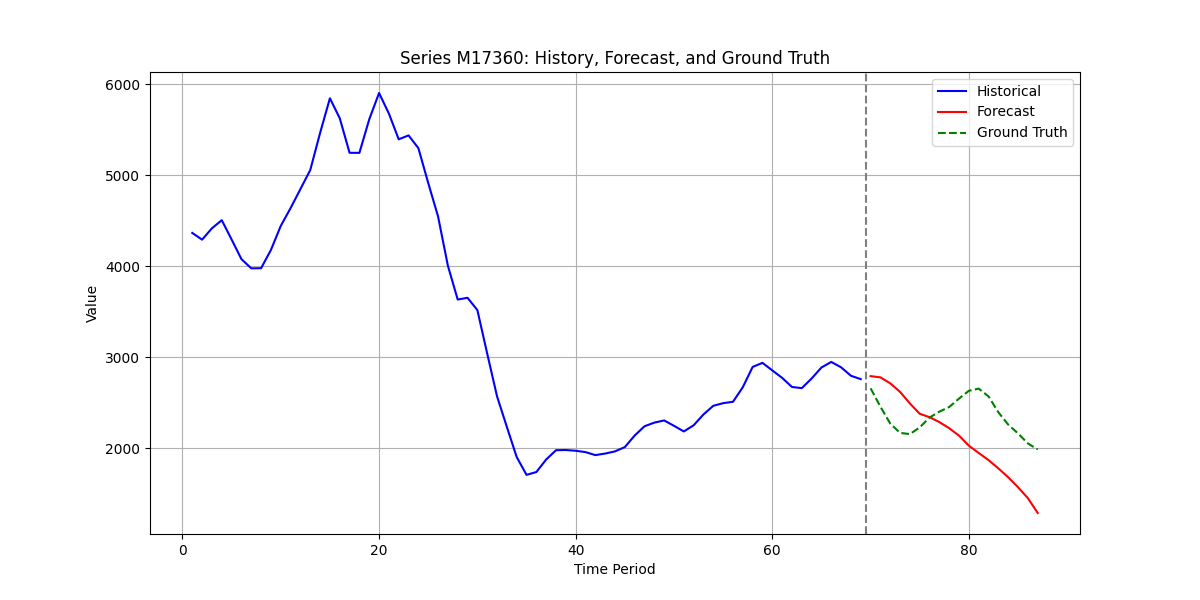 Series M17360: History, Forecast, and Ground Truth
Historical
Forecast
Ground Truth
6000
5000
4000
3000
2000
Value
0 20 40 60 80
Time Period